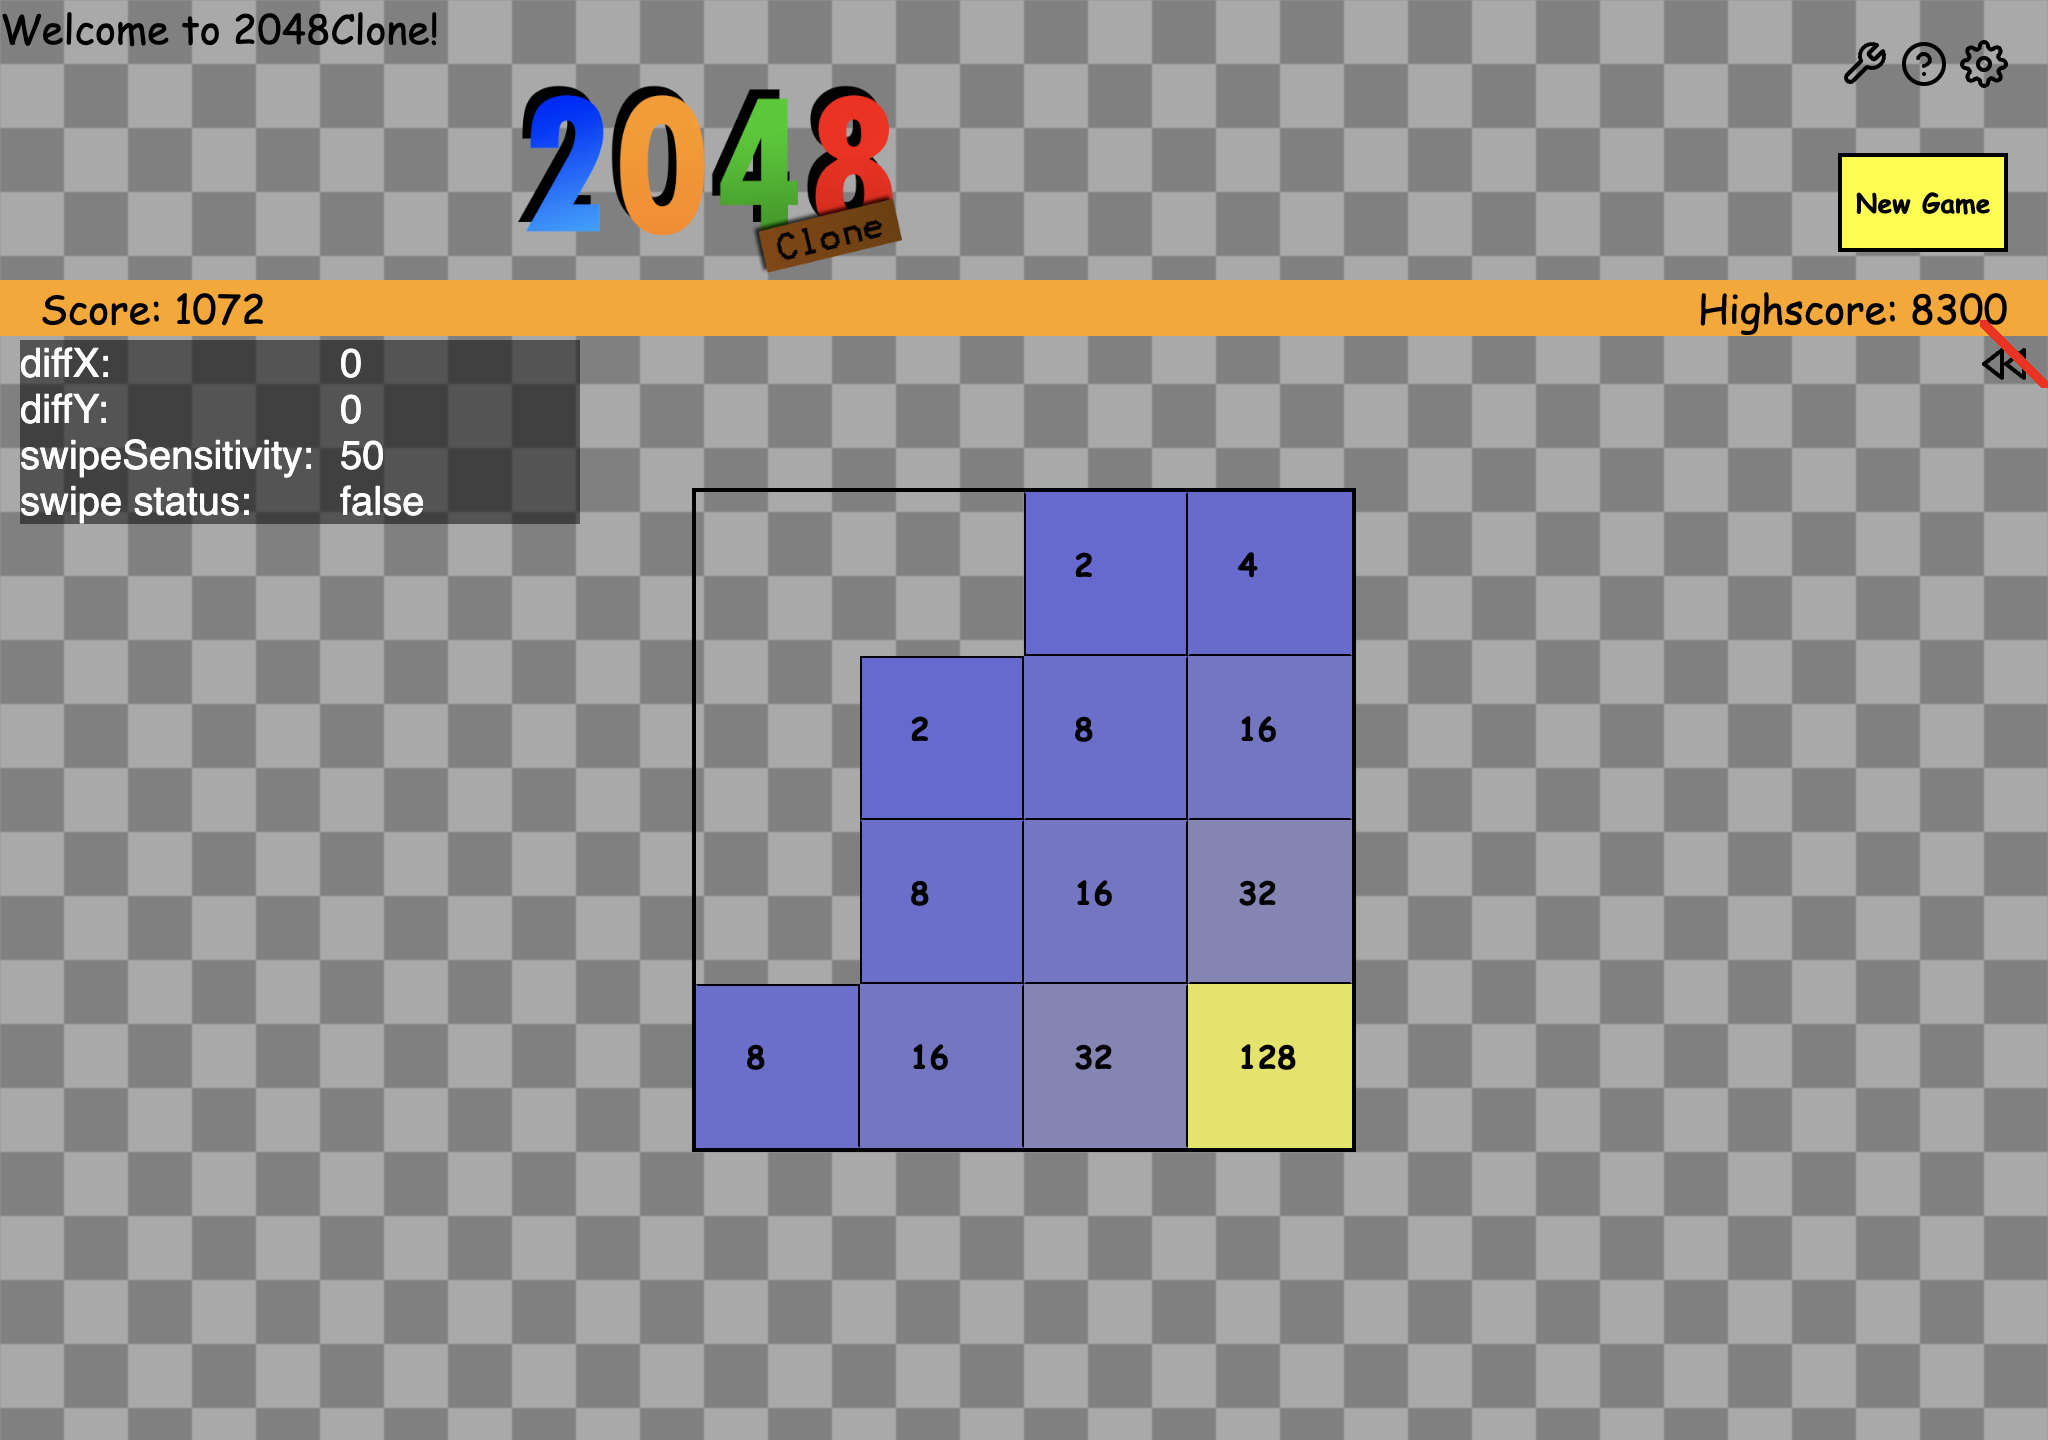 Welcome to 2048Clone!
2048
Clone
New Game
Score: 1072
Highscore: 8300
diffX: 0
diffY: 0
swipeSensitivity: 50
swipe status: false
2 4
2 8 16
8 16 32
8 16 32 128